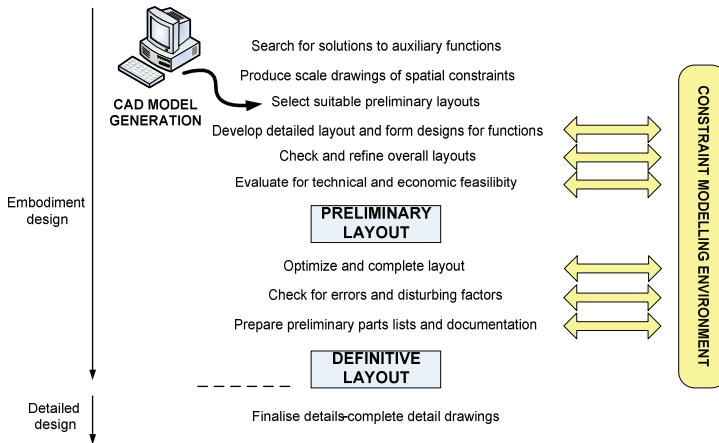 Search for solutions to auxiliary functions
Produce scale drawings of spatial constraints
CAD MODEL
GENERATION
Select suitable preliminary layouts
Develop detailed layout and form designs for functions
Check and refine overall layouts
Evaluate for technical and economic feasilibity
Embodiment
design
PRELIMINARY
LAYOUT
Optimize and complete layout
Check for errors and disturbing factors
Prepare preliminary parts lists and documentation
DEFINITIVE
LAYOUT
Detailed
design
Finalise details-complete detail drawings
CONSTRAINT MODELLING ENVIRONMENT